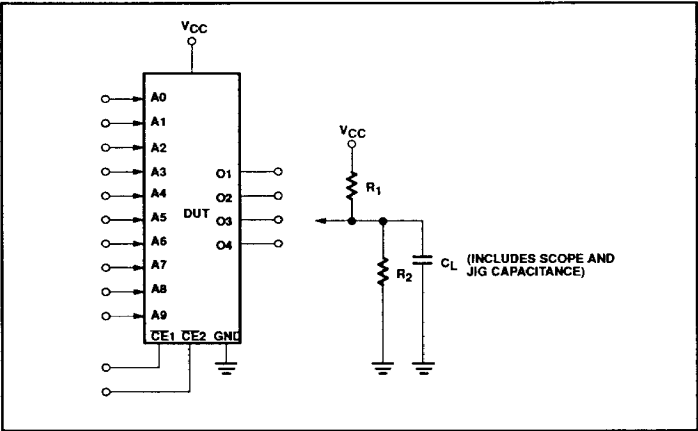 VCC
A0
A1
A2
A3
A4
A5
A6
A7
A8
A9
DUT
O1
O2
O3
O4
CE1 CE2 GND
VCC
R1
R2
CL (INCLUDES SCOPE AND
JIG CAPACITANCE)